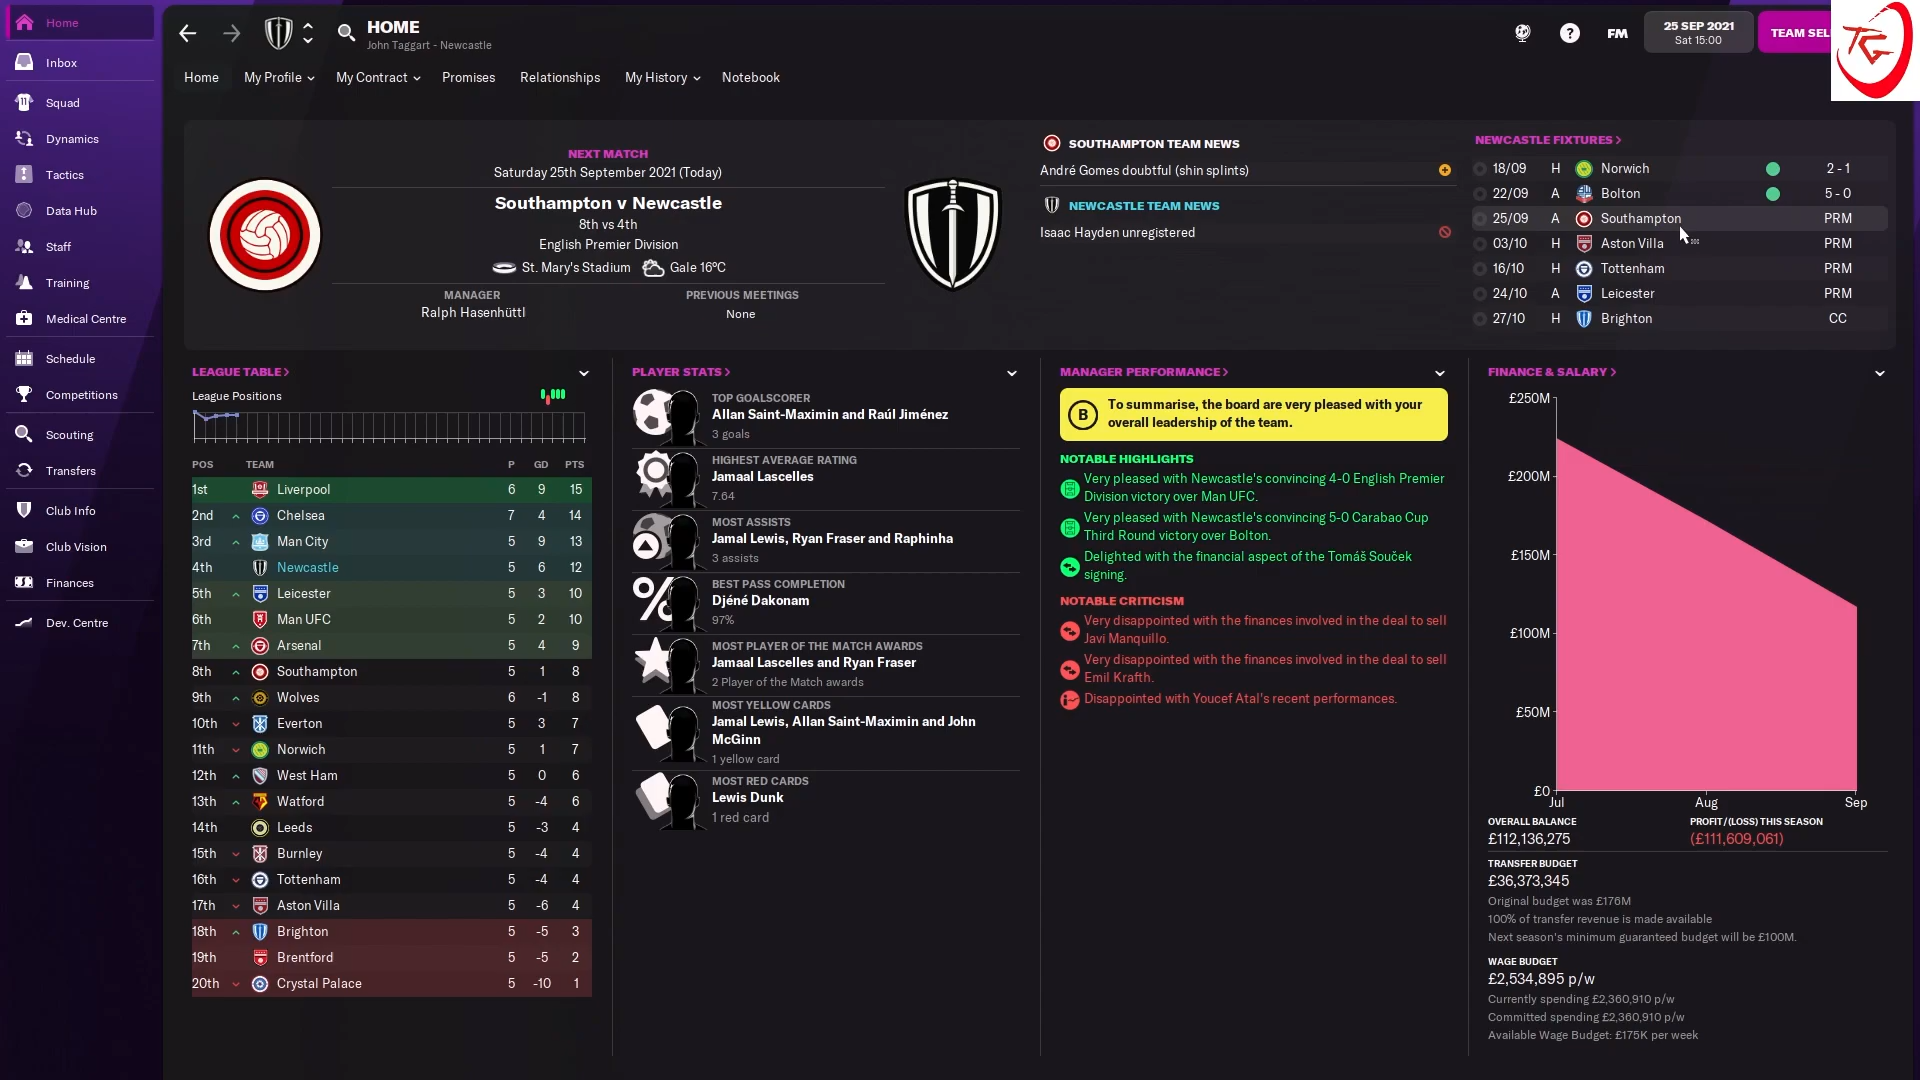 Home
Inbox
Squad
Dynamics
Tactics
Data Hub
Staff
Training
Medical Centre
Schedule
Competitions
Scouting
Transfers
Club Info
Club Vision
Finances
Dev. Centre
HOME
John Taggart - Newcastle
FM
25 SEP 2021
Sat 15:00
TEAM SEL
TG
Home My Profile My Contract Promises Relationships My History Notebook
NEXT MATCH
Saturday 25th September 2021 (Today)
Southampton v Newcastle
8th vs 4th
English Premier Division
St. Mary's Stadium Gale 16ºC
MANAGER
Ralph Hasenhüttl
PREVIOUS MEETINGS
None
SOUTHAMPTON TEAM NEWS
André Gomes doubtful (shin splints)
NEWCASTLE TEAM NEWS
Isaac Hayden unregistered
NEWCASTLE FIXTURES >
18/09 H Norwich 2 - 1
22/09 A Bolton 5 - 0
25/09 A Southampton PRM
03/10 H Aston Villa PRM
16/10 H Tottenham PRM
24/10 A Leicester PRM
27/10 H Brighton CC
LEAGUE TABLE >
League Positions
POS TEAM P GD PTS
1st Liverpool 6 9 15
2nd Chelsea 7 4 14
3rd Man City 5 9 13
4th Newcastle 5 6 12
5th Leicester 5 3 10
6th Man UFC 5 2 10
7th Arsenal 5 4 9
8th Southampton 5 1 8
9th Wolves 6 -1 8
10th Everton 5 3 7
11th Norwich 5 1 7
12th West Ham 5 0 6
13th Watford 5 -4 6
14th Leeds 5 -3 4
15th Burnley 5 -4 4
16th Tottenham 5 -4 4
17th Aston Villa 5 -6 4
18th Brighton 5 -5 3
19th Brentford 5 -5 2
20th Crystal Palace 5 -10 1
PLAYER STATS >
TOP GOALSCORER
Allan Saint-Maximin and Raúl Jiménez
3 goals
HIGHEST AVERAGE RATING
Jamaal Lascelles
7.64
MOST ASSISTS
Jamal Lewis, Ryan Fraser and Raphinha
3 assists
BEST PASS COMPLETION
Djéné Dakonam
97%
MOST PLAYER OF THE MATCH AWARDS
Jamaal Lascelles and Ryan Fraser
2 Player of the Match awards
MOST YELLOW CARDS
Jamal Lewis, Allan Saint-Maximin and John
McGinn
1 yellow card
MOST RED CARDS
Lewis Dunk
1 red card
MANAGER PERFORMANCE >
B
To summarise, the board are very pleased with your
overall leadership of the team.
NOTABLE HIGHLIGHTS
Very pleased with Newcastle's convincing 4-0 English Premier
Division victory over Man UFC.
Very pleased with Newcastle's convincing 5-0 Carabao Cup
Third Round victory over Bolton.
Delighted with the financial aspect of the Tomáš Souček
signing.
NOTABLE CRITICISM
Very disappointed with the finances involved in the deal to sell
Javi Manquillo.
Very disappointed with the finances involved in the deal to sell
Emil Krafth.
Disappointed with Youcef Atal's recent performances.
FINANCE & SALARY >
£250M
£200M
£150M
£100M
£50M
£0
Jul Aug Sep
OVERALL BALANCE
£112,136,275
PROFIT/(LOSS) THIS SEASON
(£111,609,061)
TRANSFER BUDGET
£36,373,345
Original budget was £176M
100% of transfer revenue is made available
Next season's minimum guaranteed budget will be £100M.
WAGE BUDGET
£2,534,895 p/w
Currently spending £2,360,910 p/w
Committed spending £2,360,910 p/w
Available Wage Budget: £175K per week